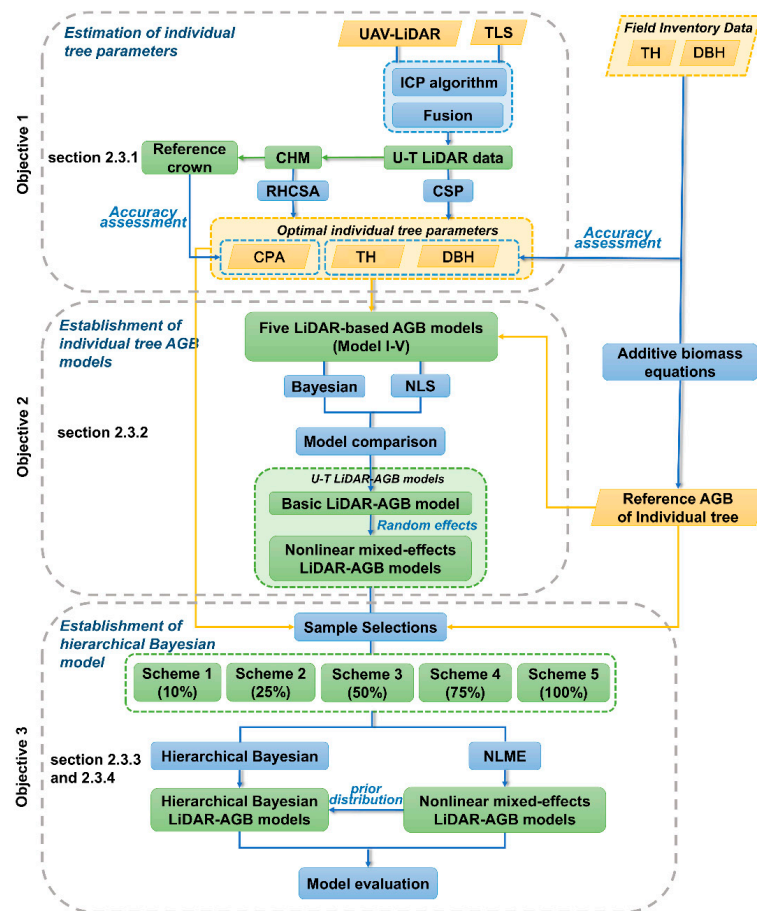 Estimation of individual
tree parameters
UAV-LiDAR
TLS
Field Inventory Data
TH
DBH
ICP algorithm
Fusion
Objective 1
section 2.3.1
Reference
crown
CHM
U-T LiDAR data
RHCSA
CSP
Accuracy
assessment
Optimal individual tree parameters
Accuracy
assessment
CPA
TH
DBH
Establishment of
individual tree AGB
models
Five LiDAR-based AGB models
(Model I-V)
Additive biomass
equations
Bayesian
NLS
Objective 2
section 2.3.2
Model comparison
U-T LiDAR-AGB models
Basic LiDAR-AGB model
Random effects
Nonlinear mixed-effects
LiDAR-AGB models
Reference AGB
of Individual tree
Establishment of
hierarchical Bayesian
model
Sample Selections
Scheme 1
(10%)
Scheme 2
(25%)
Scheme 3
(50%)
Scheme 4
(75%)
Scheme 5
(100%)
Objective 3
section 2.3.3
and 2.3.4
Hierarchical Bayesian
NLME
Hierarchical Bayesian
LiDAR-AGB models
prior
distribution
Nonlinear mixed-effects
LiDAR-AGB models
Model evaluation